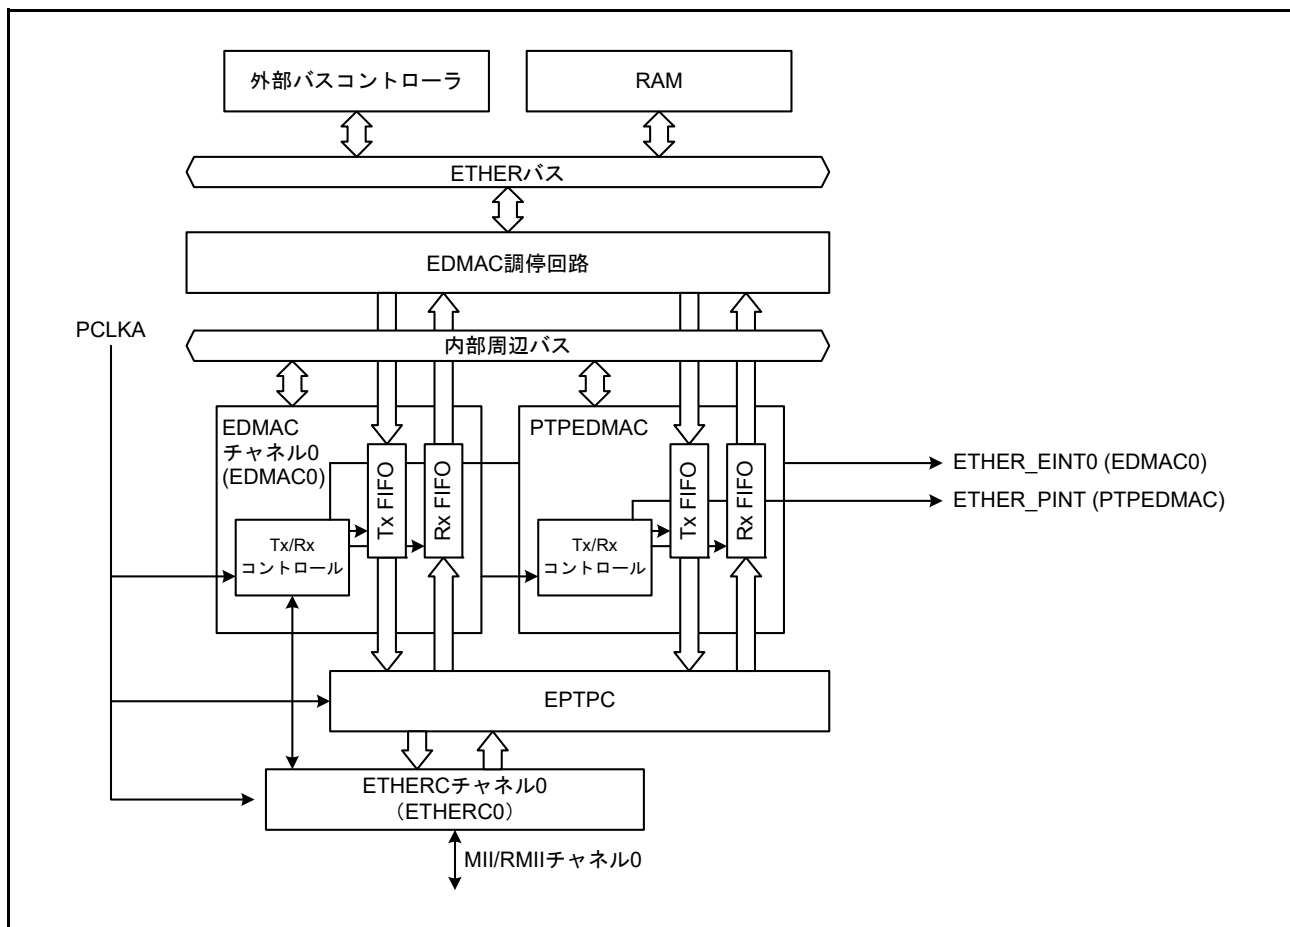 外部バスコントローラ
RAM
ETHERバス
EDMAC調停回路
PCLKA
内部周辺バス
EDMAC
チャネル0
(EDMAC0)
Tx FIFO
Rx FIFO
Tx/Rx
コントロール
PTPEDMAC
Tx FIFO
Rx FIFO
Tx/Rx
コントロール
ETHER_EINT0 (EDMAC0)
ETHER_PINT (PTPEDMAC)
EPTPC
ETHERCチャネル0
（ETHERC0）
MII/RMIIチャネル0